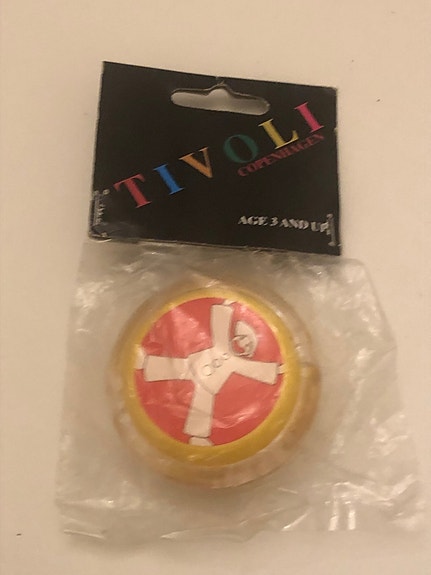 TIVOLI
COPENHAGEN
AGE 3 AND UP